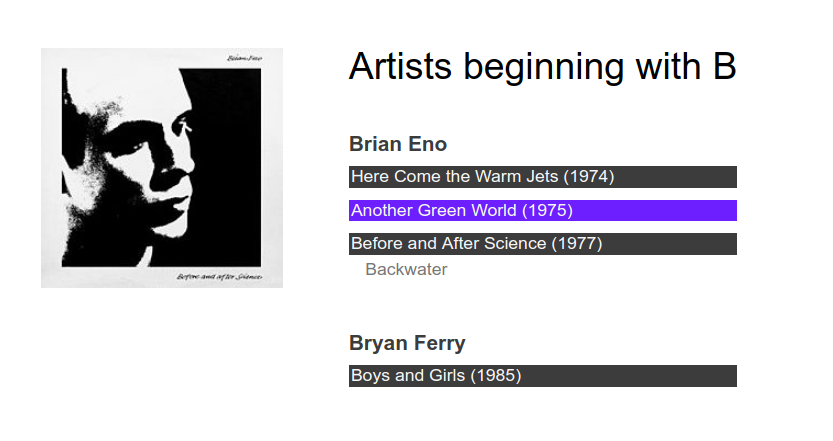 Brian Eno
Before and after Science
Artists beginning with B
Brian Eno
Here Come the Warm Jets (1974)
Another Green World (1975)
Before and After Science (1977)
Backwater
Bryan Ferry
Boys and Girls (1985)